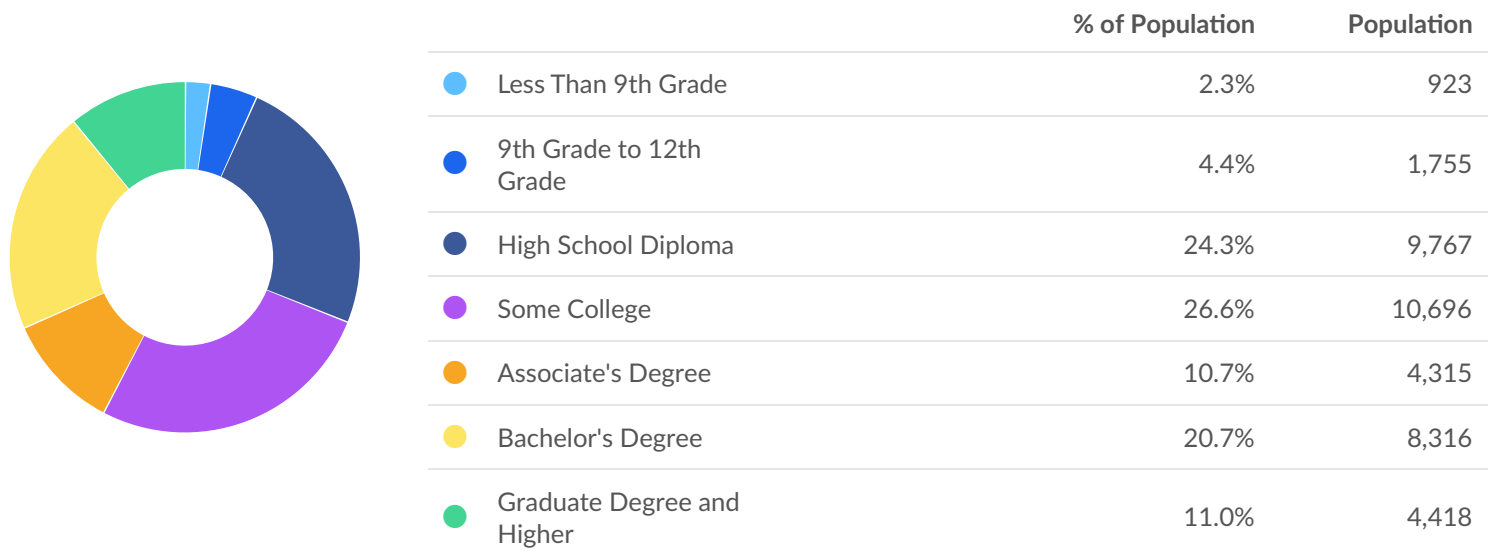 % of Population Population
Less Than 9th Grade 2.3% 923
9th Grade to 12th
Grade 4.4% 1,755
High School Diploma 24.3% 9,767
Some College 26.6% 10,696
Associate's Degree 10.7% 4,315
Bachelor's Degree 20.7% 8,316
Graduate Degree and
Higher 11.0% 4,418